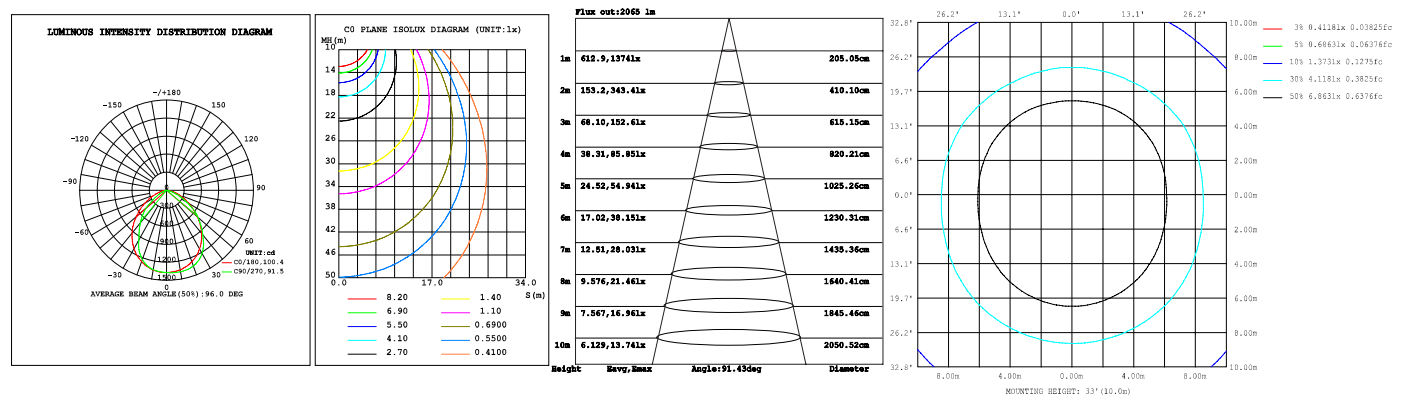 LUMINOUS INTENSITY DISTRIBUTION DIAGRAM
-/+180
-150 150
-120 120
-90 90
-60 60
-30 30
0
0
300
600
900
1200
1500
UNIT:cd
C0/180,100.4
C90/270,91.5
AVERAGE BEAM ANGLE(50%):96.0 DEG
C0 PLANE ISOLUX DIAGRAM (UNIT:lx)
MH(m)
10
14
18
22
26
30
34
38
42
46
50
0.0 17.0 34.0
S(m)
8.20 1.40
6.90 1.10
5.50 0.6900
4.10 0.5500
2.70 0.4100
Flux out:2065 lm
1m 612.9,1374lx 205.05cm
2m 153.2,343.4lx 410.10cm
3m 68.10,152.6lx 615.15cm
4m 38.31,85.85lx 820.21cm
5m 24.52,54.94lx 1025.26cm
6m 17.02,38.15lx 1230.31cm
7m 12.51,28.03lx 1435.36cm
8m 9.576,21.46lx 1640.41cm
9m 7.567,16.96lx 1845.46cm
10m 6.129,13.74lx 2050.52cm
Height Eavg,Emax Angle:91.43deg Diameter
26.2' 13.1' 0.0' 13.1' 26.2'
32.8' 10.00m
26.2' 8.00m
19.7' 6.00m
13.1' 4.00m
6.6' 2.00m
0.0' 0.00m
6.6' 2.00m
13.1' 4.00m
19.7' 6.00m
26.2' 8.00m
32.8' 10.00m
8.00m 4.00m 0.00m 4.00m 8.00m
MOUNTING HEIGHT: 33'(10.0m)
3% 0.4118lx 0.03825fc
5% 0.6863lx 0.06376fc
10% 1.373lx 0.1275fc
30% 4.118lx 0.3825fc
50% 6.863lx 0.6376fc